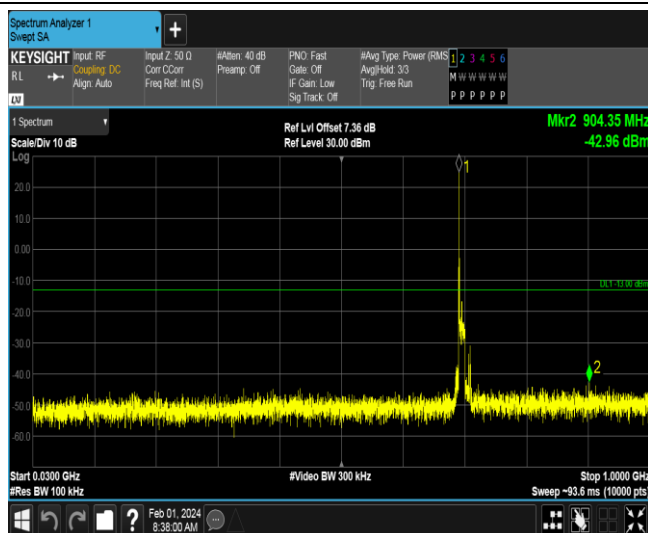 Spectrum Analyzer 1
Swept SA
KEYSIGHT
RL
LXI
Input: RF
Coupling: DC
Align: Auto
Input Z: 50 Ω
Corr CCorr
Freq Ref: Int (S)
#Atten: 40 dB
Preamp: Off
PNO: Fast
Gate: Off
IF Gain: Low
Sig Track: Off
#Avg Type: Power (RMS
Avg|Hold: 3/3
Trig: Free Run
1 2 3 4 5 6
M W W W W W
P P P P P P
1 Spectrum
Scale/Div 10 dB
Log
Ref Lvl Offset 7.36 dB
Ref Level 30.00 dBm
Mkr2 904.35 MHz
-42.96 dBm
1
20.0
10.0
0.00
-10.0
DL1 -13.00 dBm
-20.0
-30.0
-40.0
2
-50.0
-60.0
Start 0.0300 GHz
#Res BW 100 kHz
#Video BW 300 kHz
Stop 1.0000 GHz
Sweep ~93.6 ms (10000 pts)
?
Feb 01, 2024
8:38:00 AM